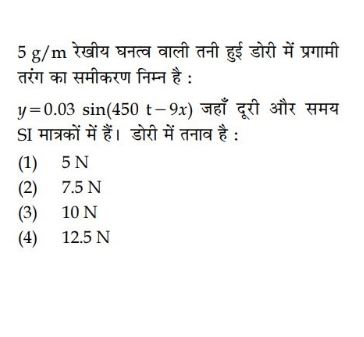 5 g/m रेखीय घनत्व वाली तनी हुई डोरी में प्रगामी
तरंग का समीकरण निम्न है :
y=0.03 sin(450 t−9x) जहाँ दूरी और समय
SI मात्रकों में हैं। डोरी में तनाव है :
(1) 5 N
(2) 7.5 N
(3) 10 N
(4) 12.5 N